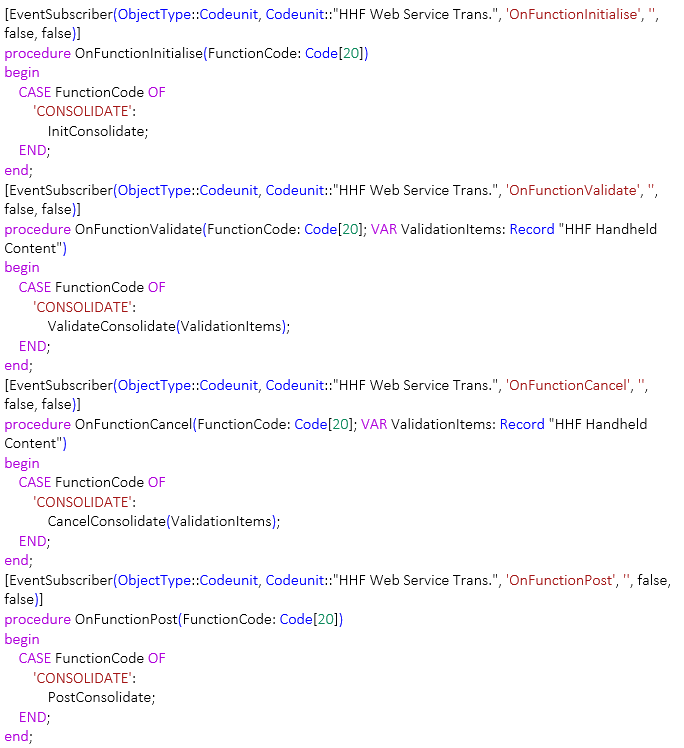 [EventSubscriber(ObjectType::Codeunit, Codeunit::"HHF Web Service Trans.", 'OnFunctionInitialise', '',
false, false)]
procedure OnFunctionInitialise(FunctionCode: Code[20])
begin
CASE FunctionCode OF
'CONSOLIDATE':
InitConsolidate;
END;
end;
[EventSubscriber(ObjectType::Codeunit, Codeunit::"HHF Web Service Trans.", 'OnFunctionValidate', '',
false, false)]
procedure OnFunctionValidate(FunctionCode: Code[20]; VAR ValidationItems: Record "HHF Handheld
Content")
begin
CASE FunctionCode OF
'CONSOLIDATE':
ValidateConsolidate(ValidationItems);
END;
end;
[EventSubscriber(ObjectType::Codeunit, Codeunit::"HHF Web Service Trans.", 'OnFunctionCancel', '',
false, false)]
procedure OnFunctionCancel(FunctionCode: Code[20]; VAR ValidationItems: Record "HHF Handheld
Content")
begin
CASE FunctionCode OF
'CONSOLIDATE':
CancelConsolidate(ValidationItems);
END;
end;
[EventSubscriber(ObjectType::Codeunit, Codeunit::"HHF Web Service Trans.", 'OnFunctionPost', '', false,
false)]
procedure OnFunctionPost(FunctionCode: Code[20])
begin
CASE FunctionCode OF
'CONSOLIDATE':
PostConsolidate;
END;
end;